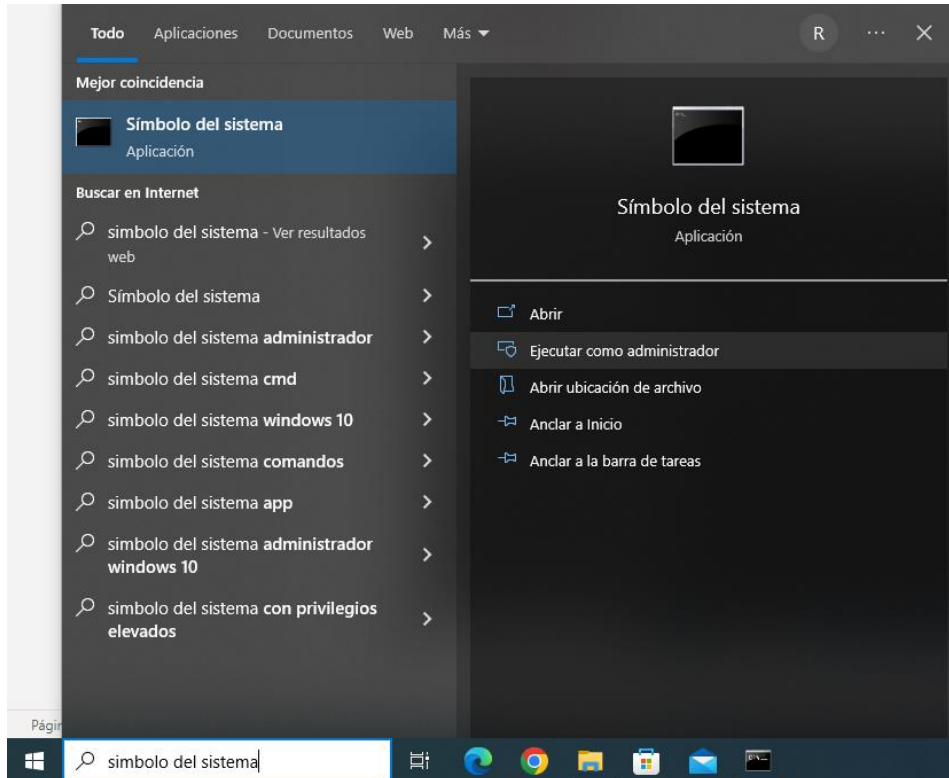 Todo Aplicaciones Documentos Web Más R ...
Mejor coincidencia
Símbolo del sistema
Aplicación
Buscar en Internet
simbolo del sistema - Ver resultados
web
Símbolo del sistema
simbolo del sistema administrador
simbolo del sistema cmd
simbolo del sistema windows 10
simbolo del sistema comandos
simbolo del sistema app
simbolo del sistema administrador
windows 10
simbolo del sistema con privilegios
elevados
Símbolo del sistema
Aplicación
Abrir
Ejecutar como administrador
Abrir ubicación de archivo
Anclar a Inicio
Anclar a la barra de tareas
simbolo del sistema